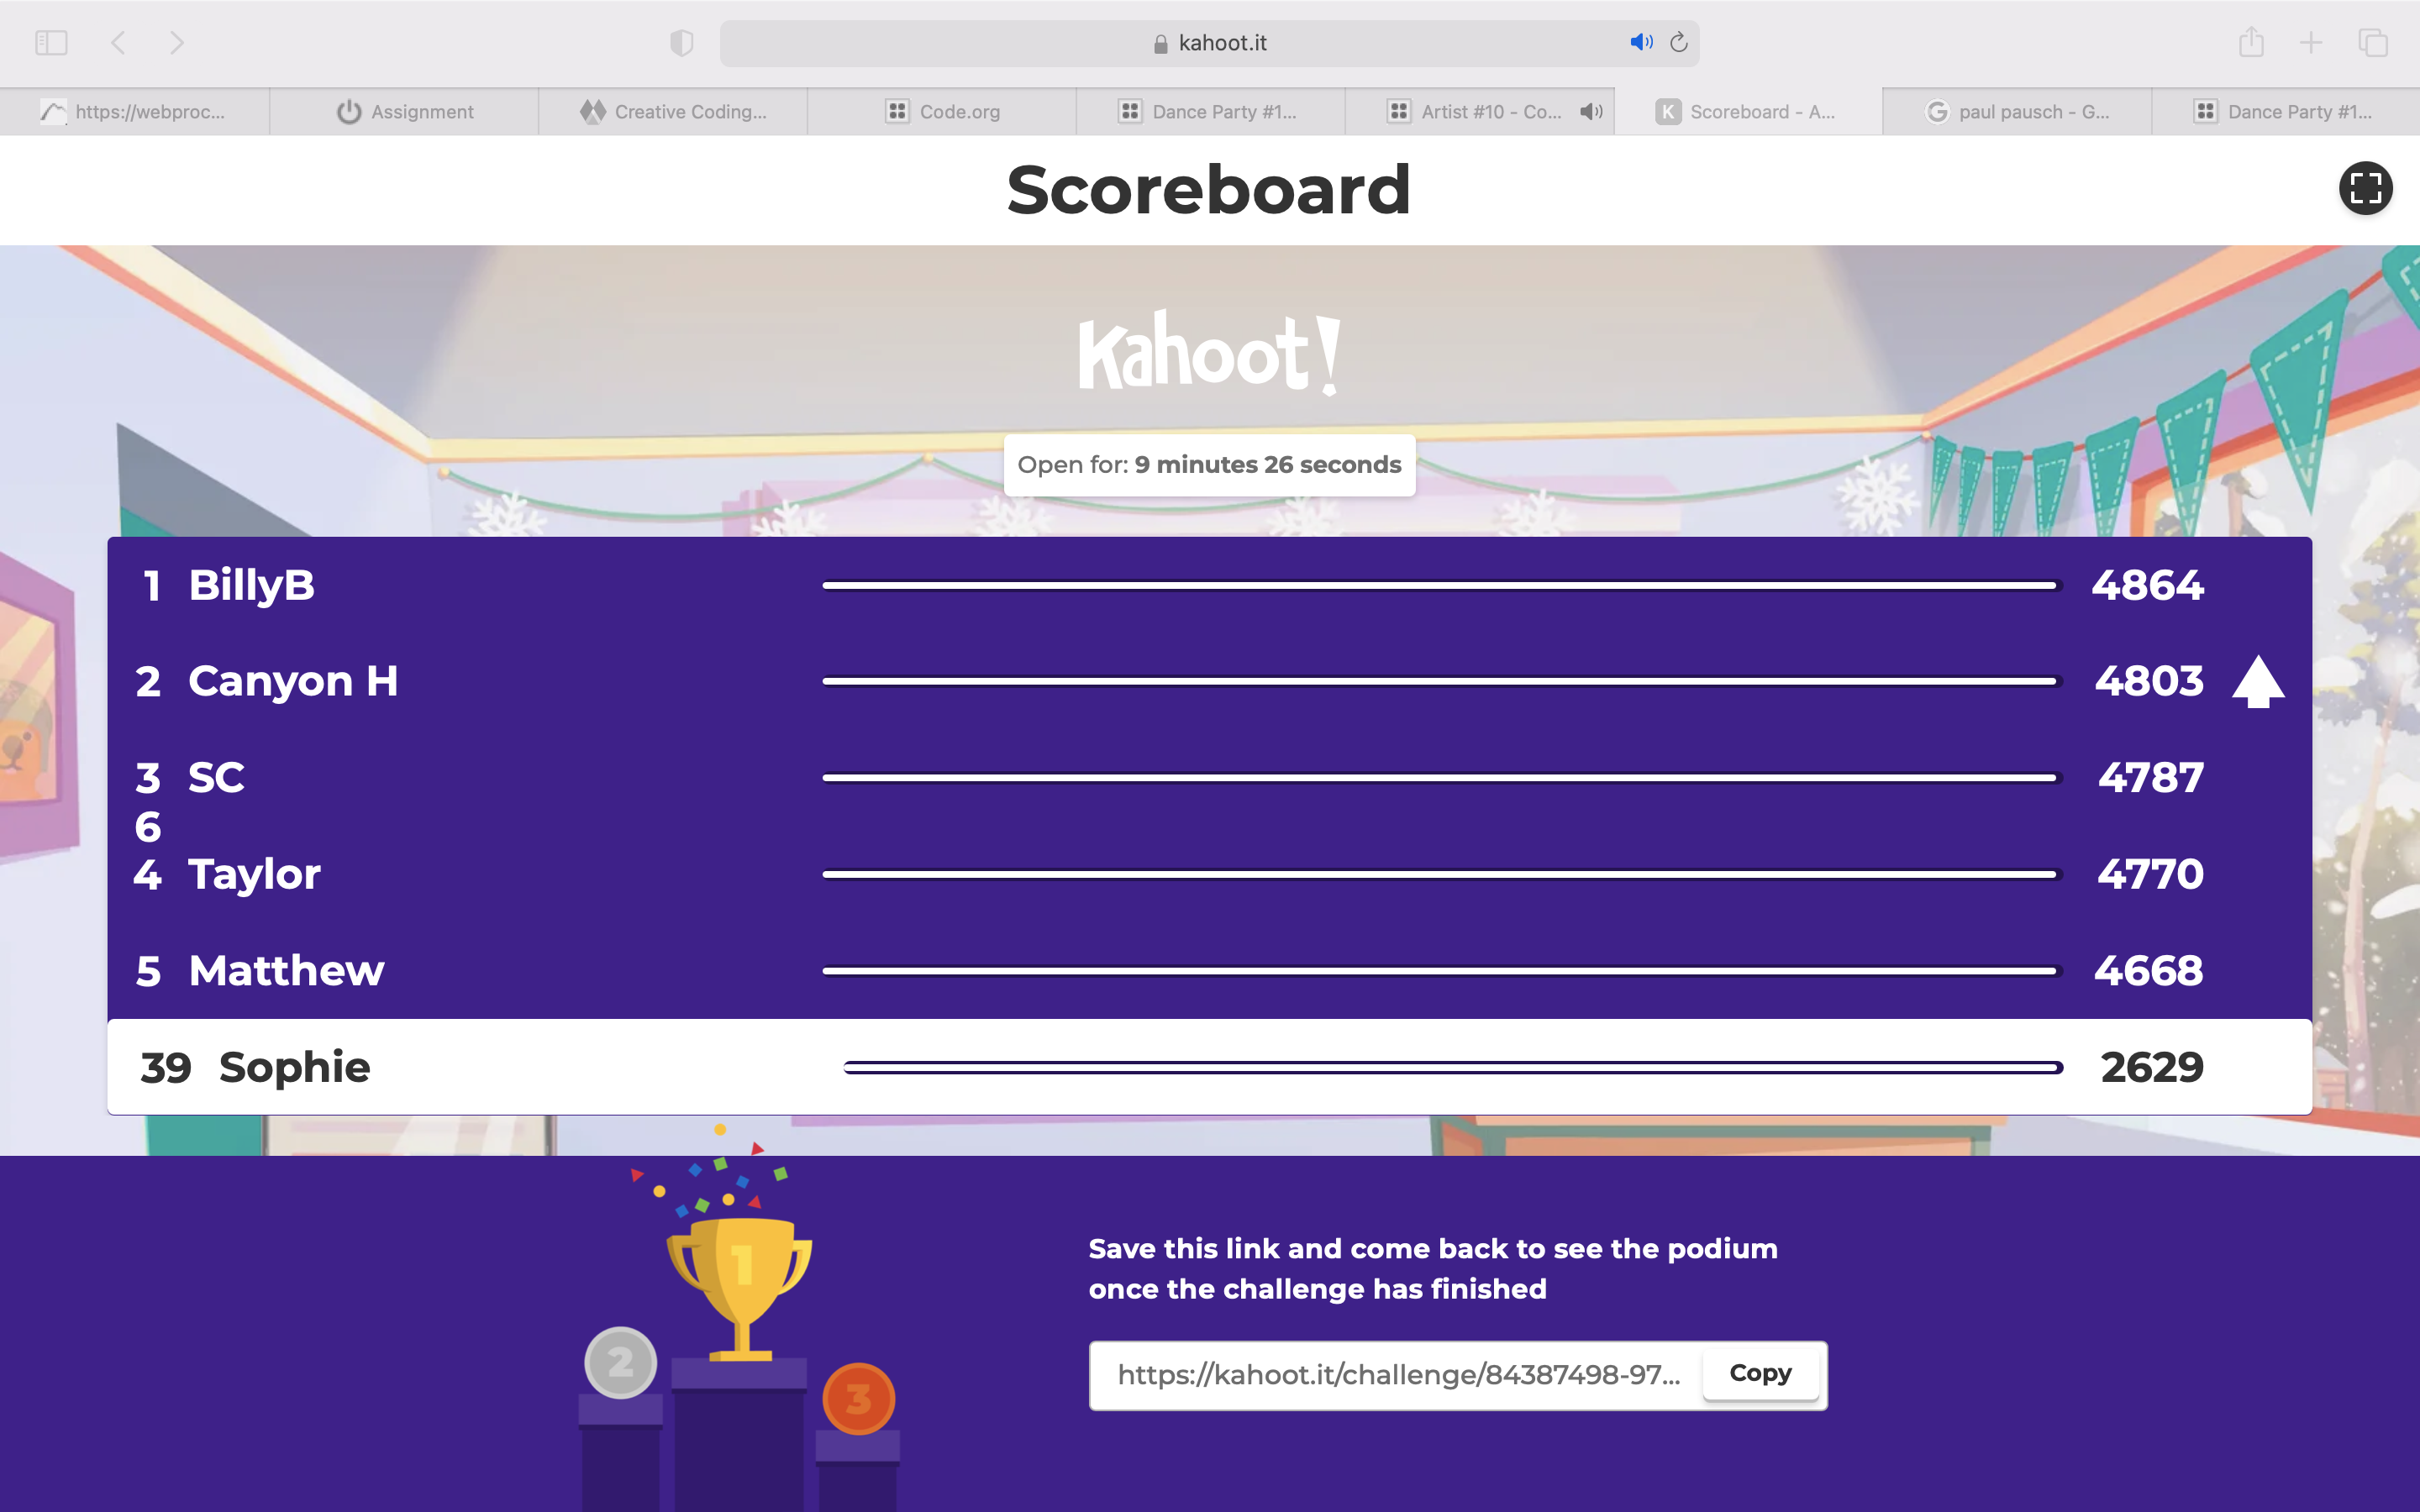 kahoot.it
https://webproc...
Assignment
Creative Coding...
Code.org
Dance Party #1...
Artist #10 - Co...
K Scoreboard - A...
G paul pausch - G...
Dance Party #1...
Scoreboard
Kahoot!
Open for: 9 minutes 26 seconds
1 BillyB 4864
2 Canyon H 4803
3 SC 4787
6
4 Taylor 4770
5 Matthew 4668
39 Sophie 2629
1
2
3
Save this link and come back to see the podium
once the challenge has finished
https://kahoot.it/challenge/84387498-97... Copy